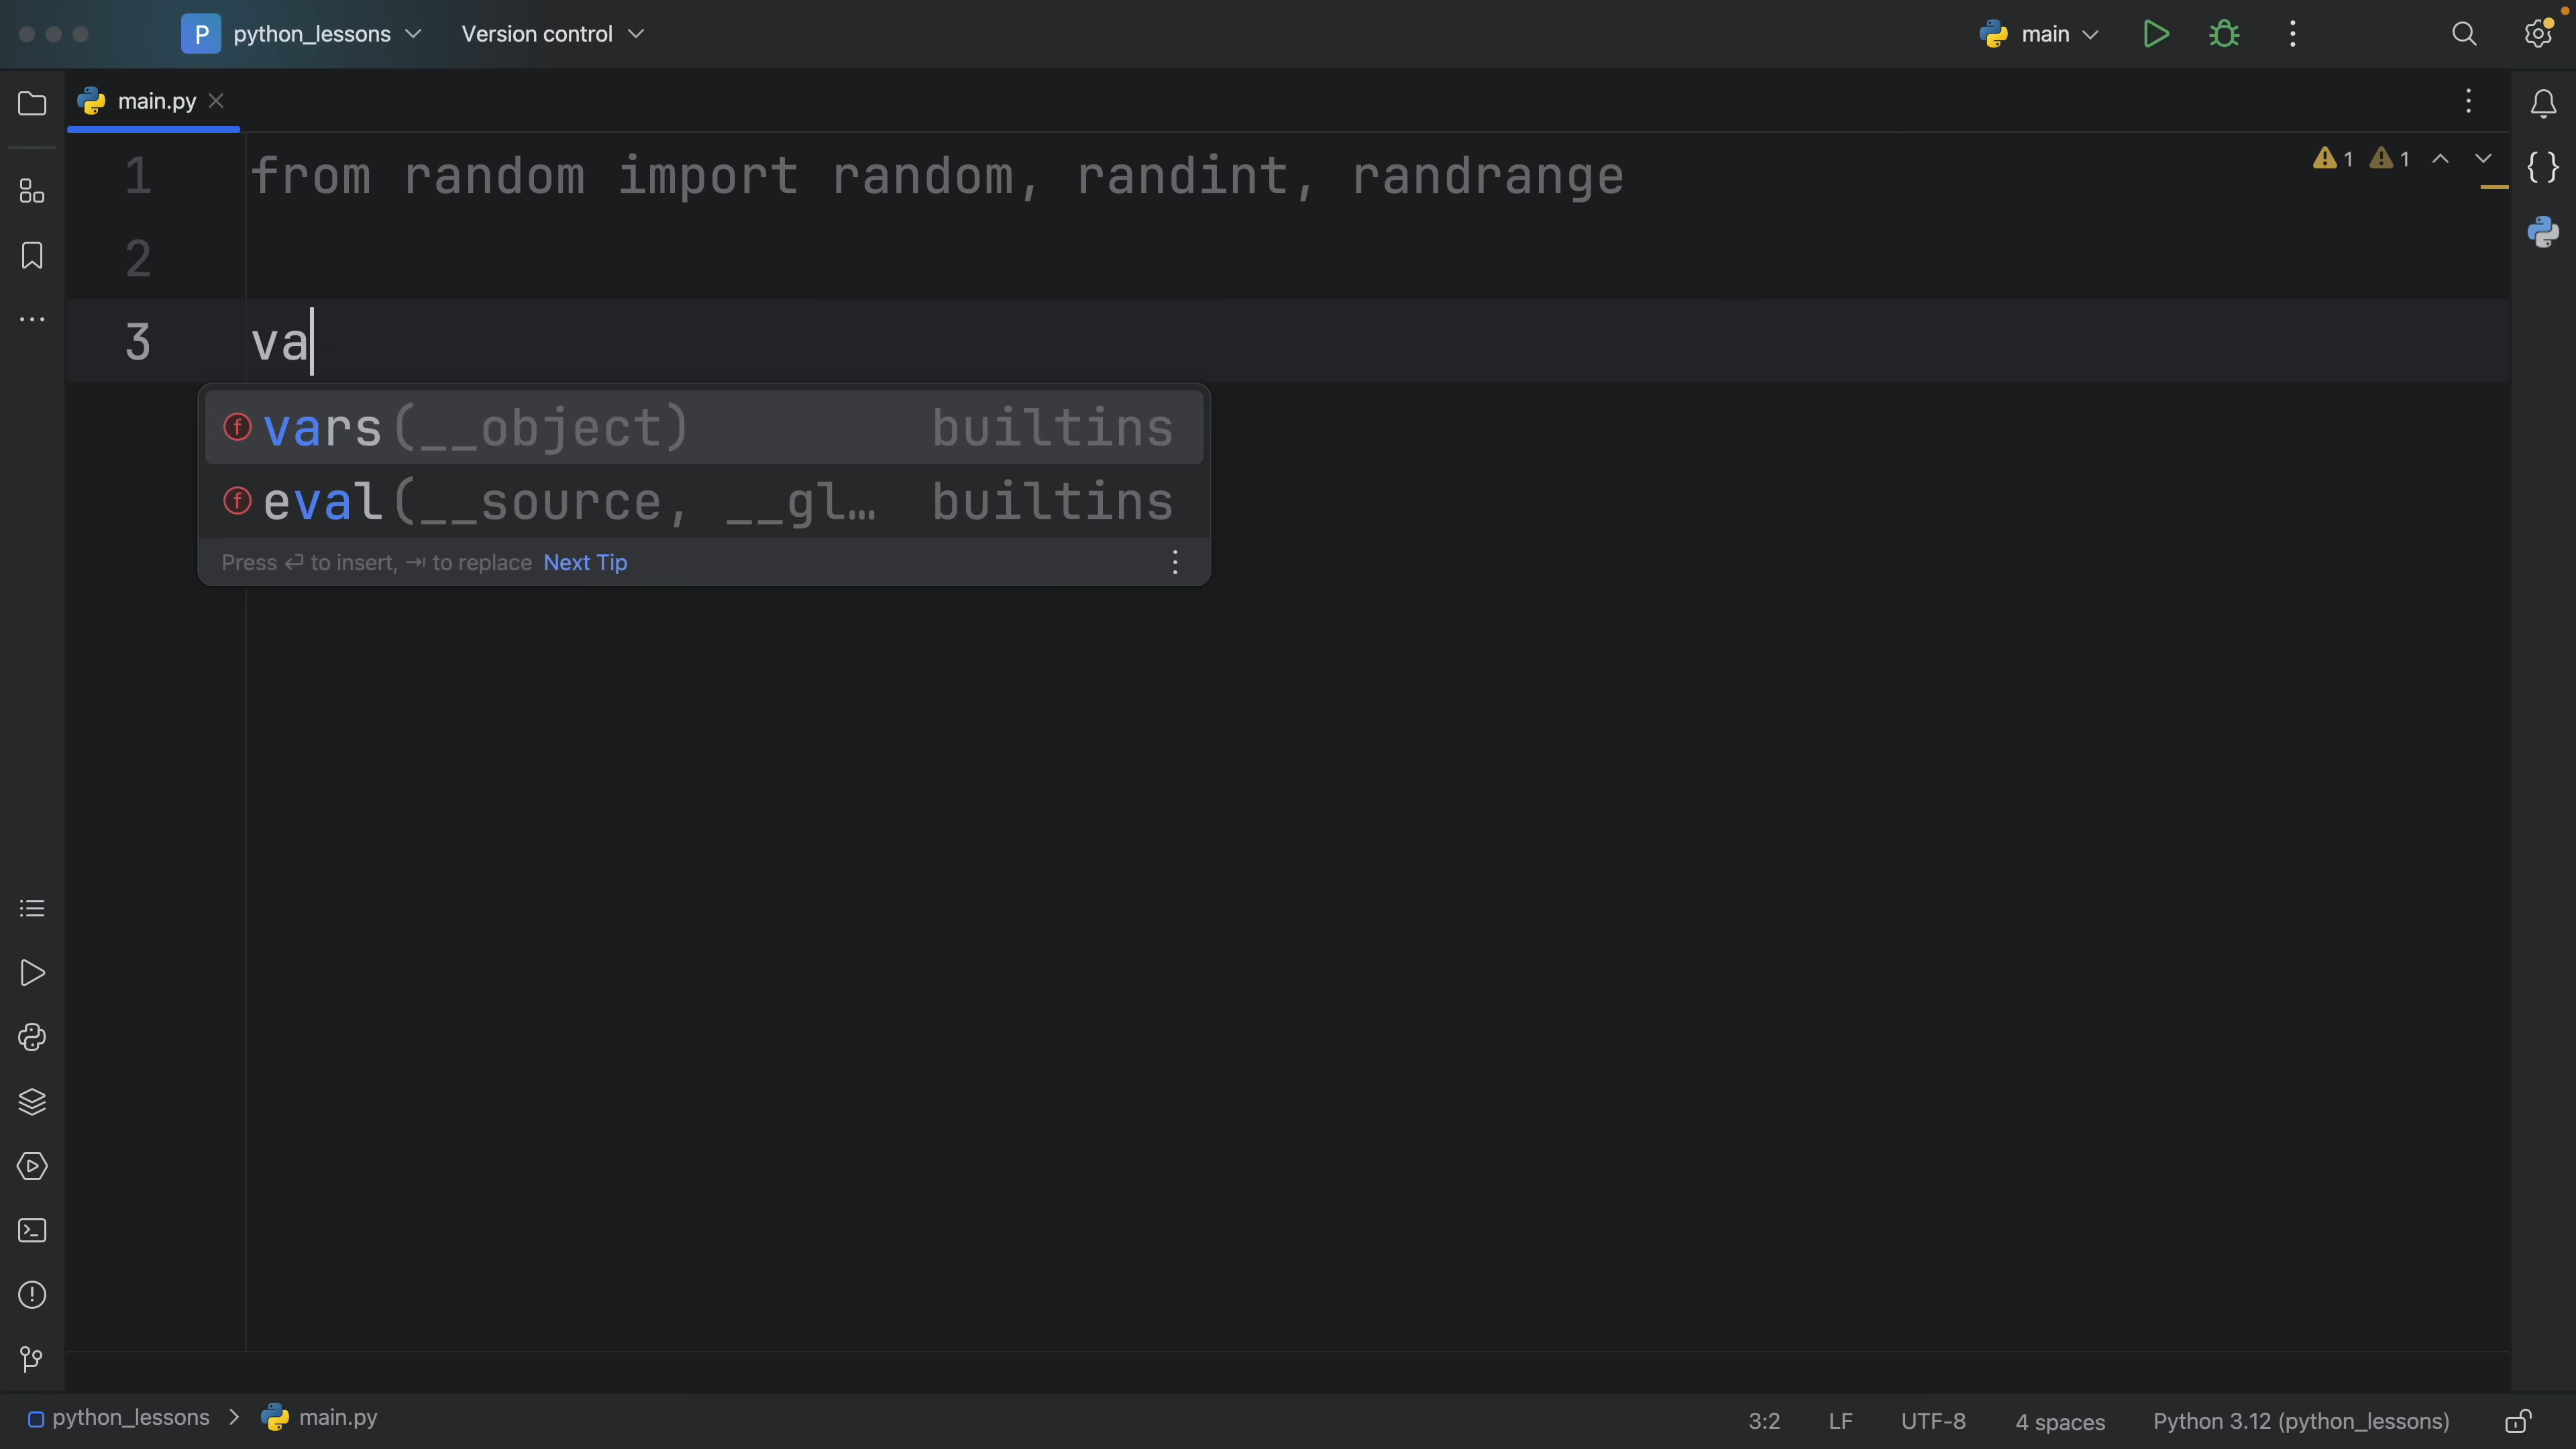 P python_lessons Version control main
main.py
1 from random import random, randint, randrange
1 1
2
3 va
f vars(__object) builtins
f eval(__source, __gl… builtins
Press ↵ to insert, ⇥ to replace Next Tip
python_lessons > main.py 3:2 LF UTF-8 4 spaces Python 3.12 (python_lessons)